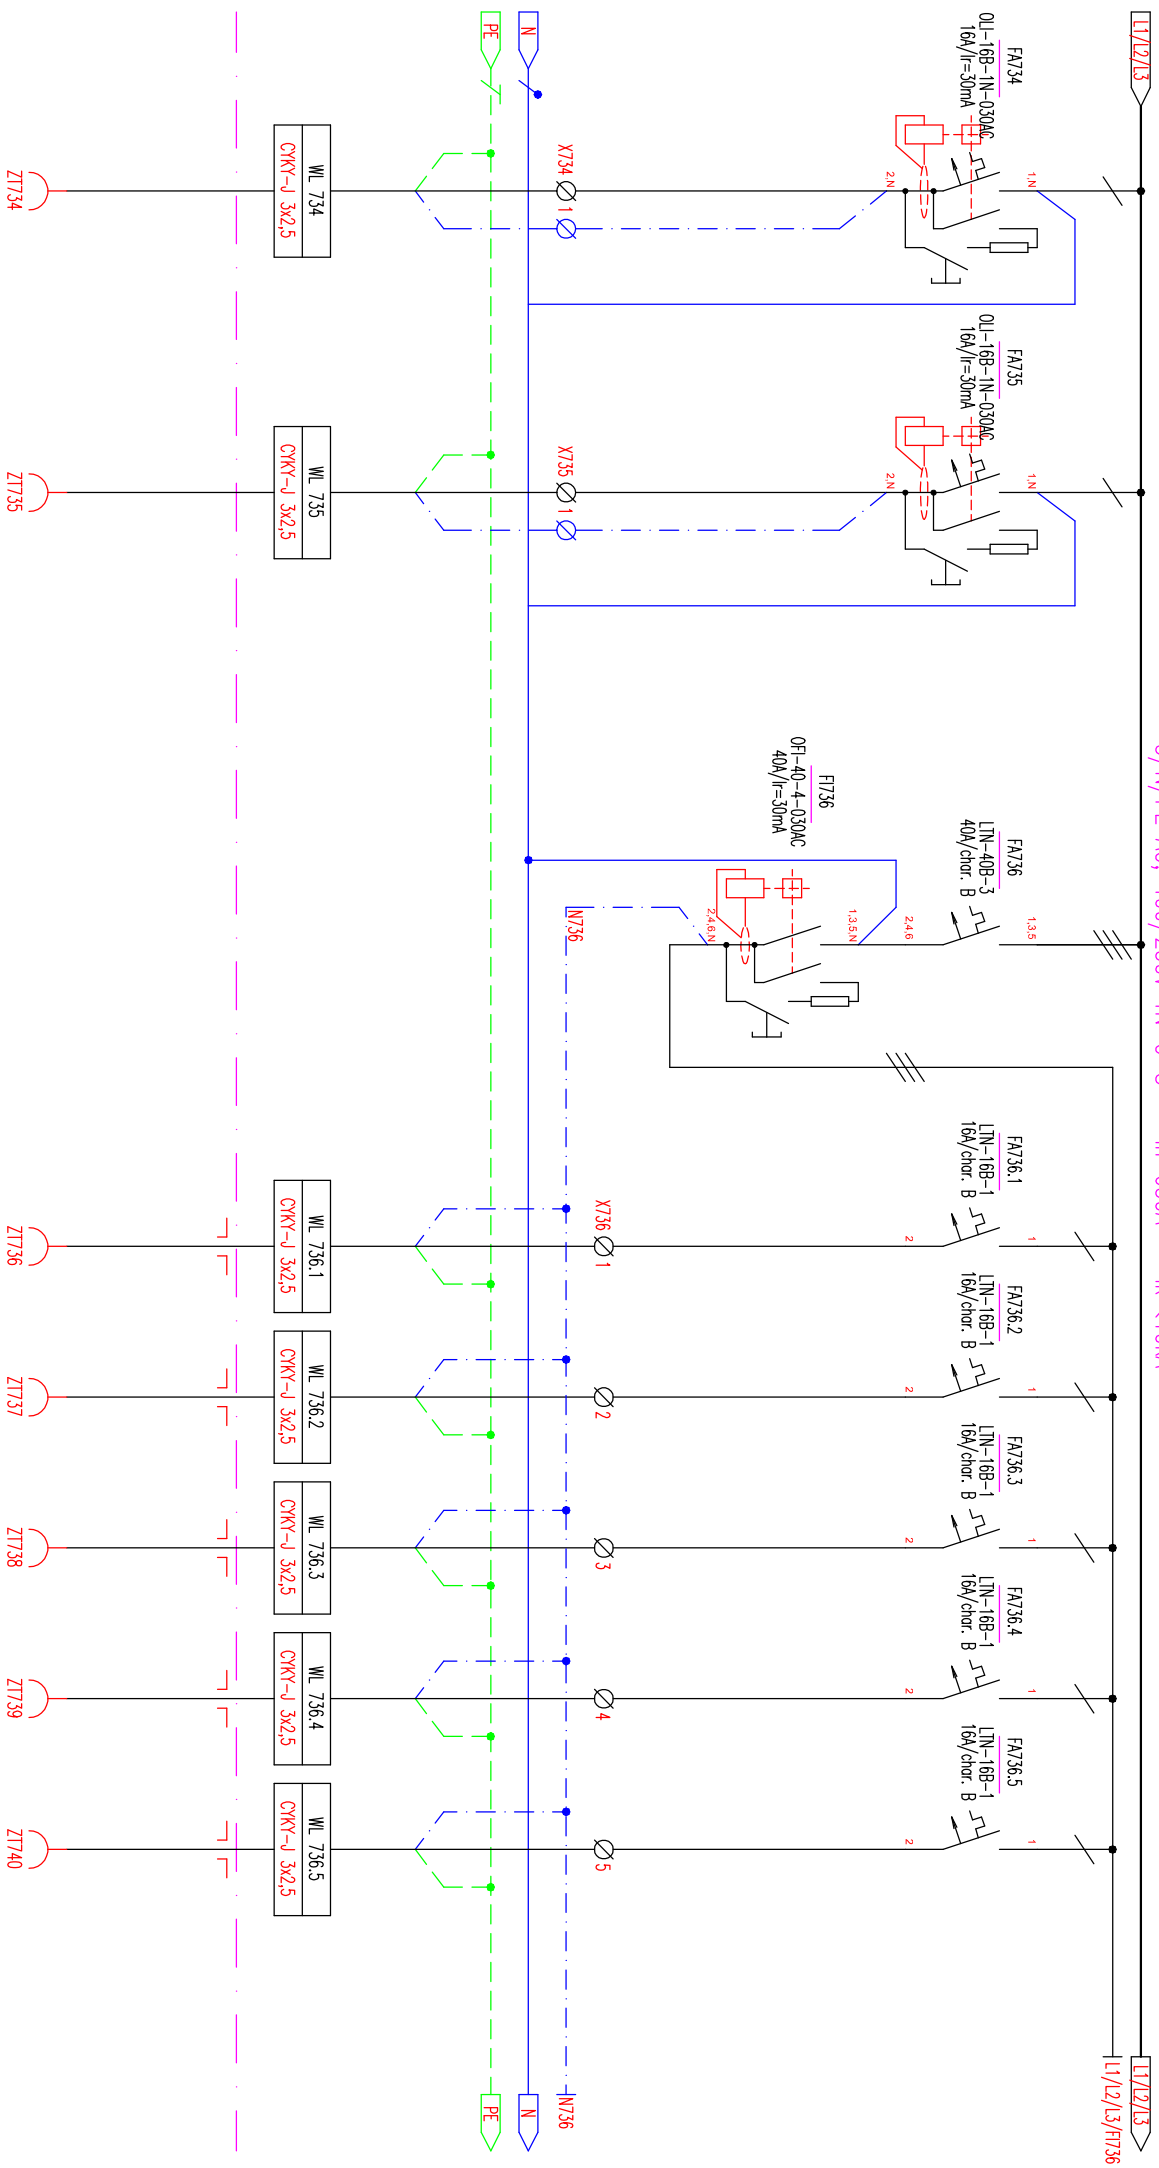 L1/L2/L3
FA734
OLI-16B-1N-030AC
16A/Ir=30mA
1,N
2,N
FA735
OLI-16B-1N-030AC
16A/Ir=30mA
1,N
2,N
FA736
LTN-40B-3
40A/char. B
1,3,5
2,4,6
FI736
OFI-40-4-030AC
40A/Ir=30mA
1,3,5,N
2,4,6,N
FA736.1
LTN-16B-1
16A/char. B
1
2
FA736.2
LTN-16B-1
16A/char. B
1
2
FA736.3
LTN-16B-1
16A/char. B
1
2
FA736.4
LTN-16B-1
16A/char. B
1
2
FA736.5
LTN-16B-1
16A/char. B
1
2
L1/L2/L3
L1/L2/L3/FI736
X734
1
X735
1
N736
X736
1
2
3
4
5
N736
N
N
PE
PE
WL 734
CYKY-J 3x2,5
WL 735
CYKY-J 3x2,5
WL 736.1
CYKY-J 3x2,5
WL 736.2
CYKY-J 3x2,5
WL 736.3
CYKY-J 3x2,5
WL 736.4
CYKY-J 3x2,5
WL 736.5
CYKY-J 3x2,5
ZT734
ZT735
ZT736
ZT737
ZT738
ZT739
ZT740